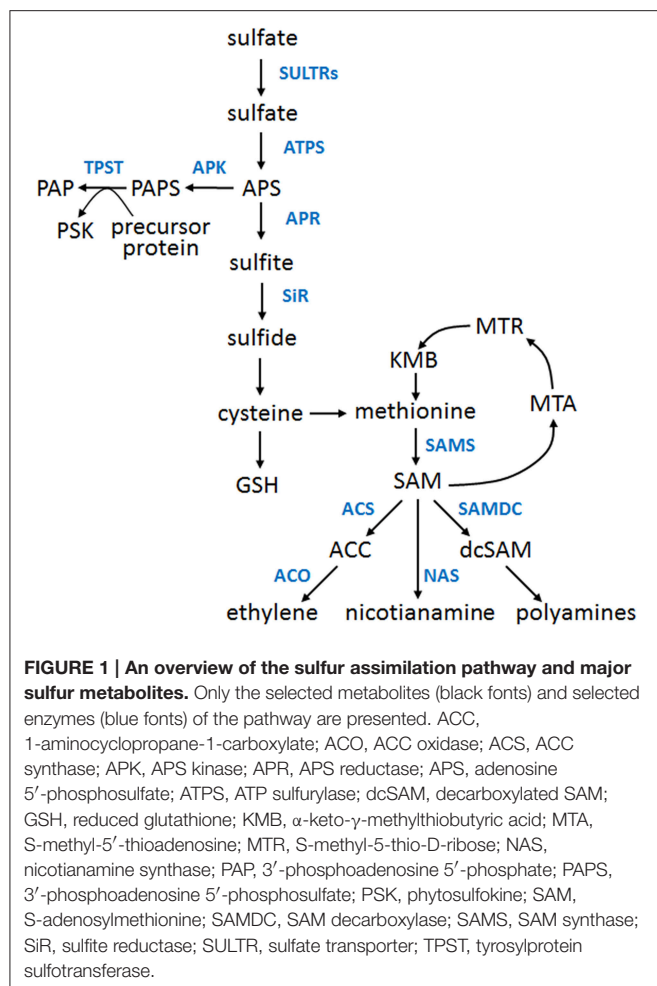 sulfate
SULTRs
sulfate
ATPS
TPST APK
PAP PAPS APS
PSK precursor
protein
APR
sulfite
SiR
sulfide
MTR
KMB
MTA
cysteine methionine
SAMS
GSH
SAM
ACS SAMDC
ACC dcSAM
ACO NAS
ethylene nicotianamine polyamines
FIGURE 1 | An overview of the sulfur assimilation pathway and major
sulfur metabolites. Only the selected metabolites (black fonts) and selected
enzymes (blue fonts) of the pathway are presented. ACC,
1-aminocyclopropane-1-carboxylate; ACO, ACC oxidase; ACS, ACC
synthase; APK, APS kinase; APR, APS reductase; APS, adenosine
5′-phosphosulfate; ATPS, ATP sulfurylase; dcSAM, decarboxylated SAM;
GSH, reduced glutathione; KMB, α-keto-γ-methylthiobutyric acid; MTA,
S-methyl-5′-thioadenosine; MTR, S-methyl-5-thio-D-ribose; NAS,
nicotianamine synthase; PAP, 3′-phosphoadenosine 5′-phosphate; PAPS,
3′-phosphoadenosine 5′-phosphosulfate; PSK, phytosulfokine; SAM,
S-adenosylmethionine; SAMDC, SAM decarboxylase; SAMS, SAM synthase;
SiR, sulfite reductase; SULTR, sulfate transporter; TPST, tyrosylprotein
sulfotransferase.